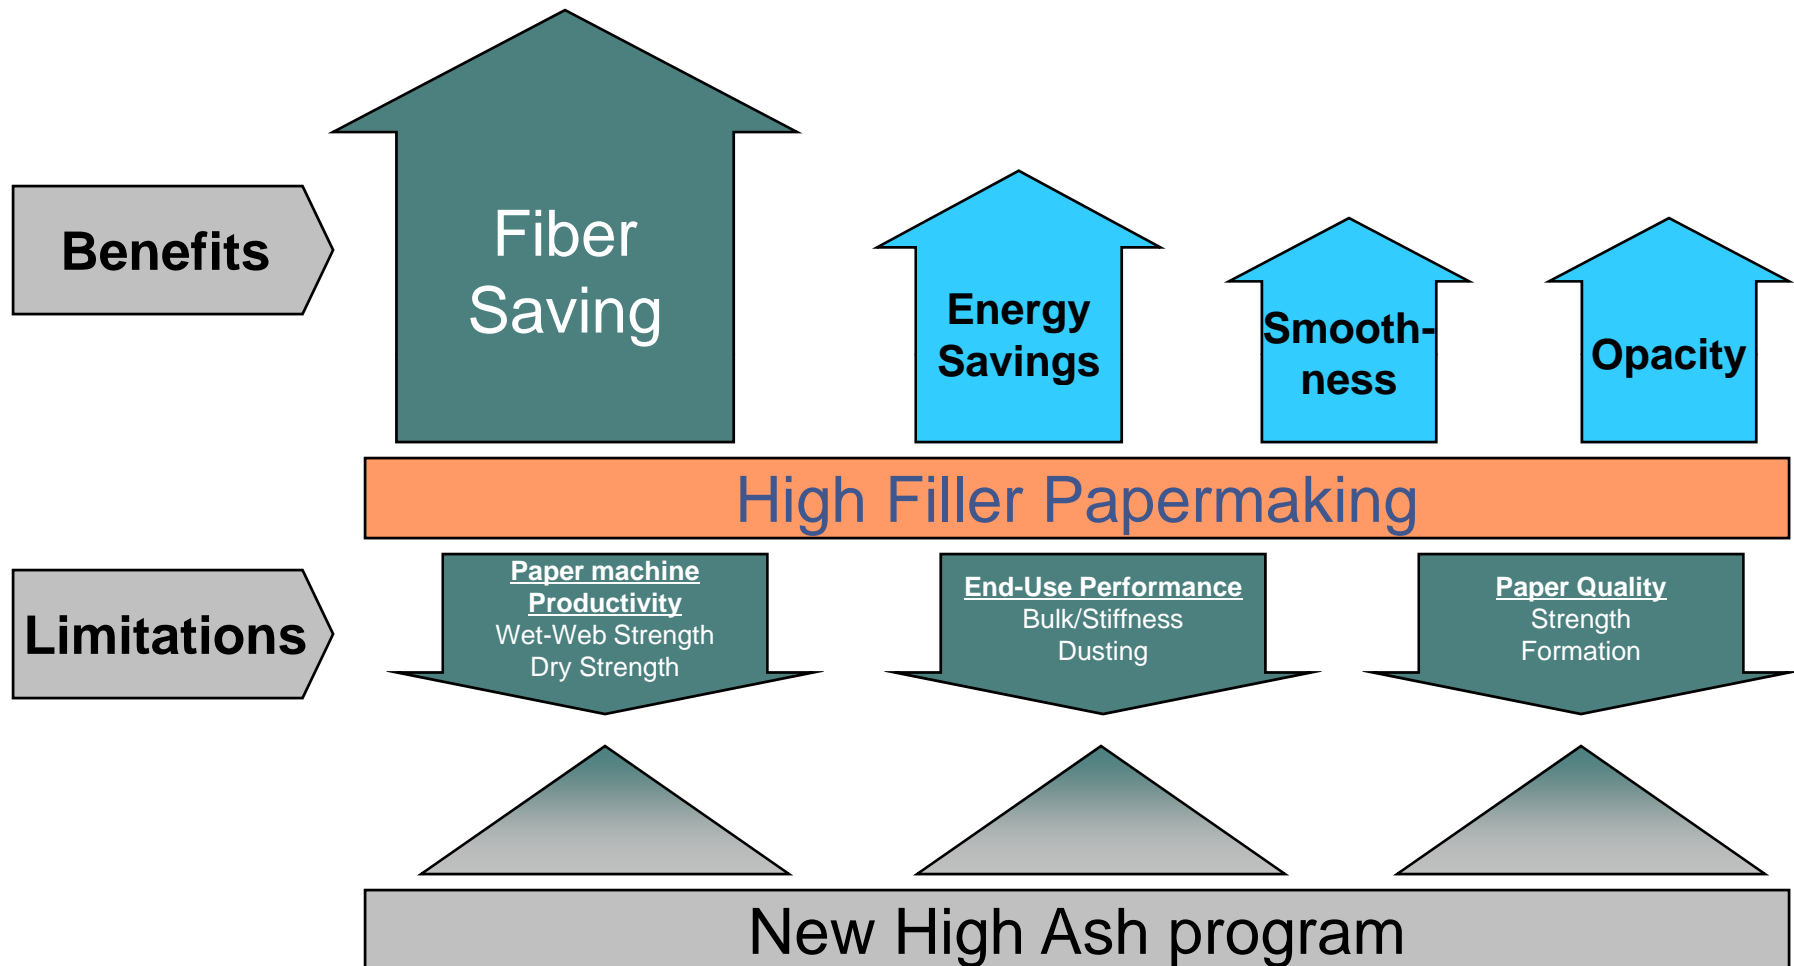 Benefits
Fiber
Saving
Energy
Savings
Smooth-
ness
Opacity
High Filler Papermaking
Limitations
Paper machine
Productivity
Wet-Web Strength
Dry Strength
End-Use Performance
Bulk/Stiffness
Dusting
Paper Quality
Strength
Formation
New High Ash program